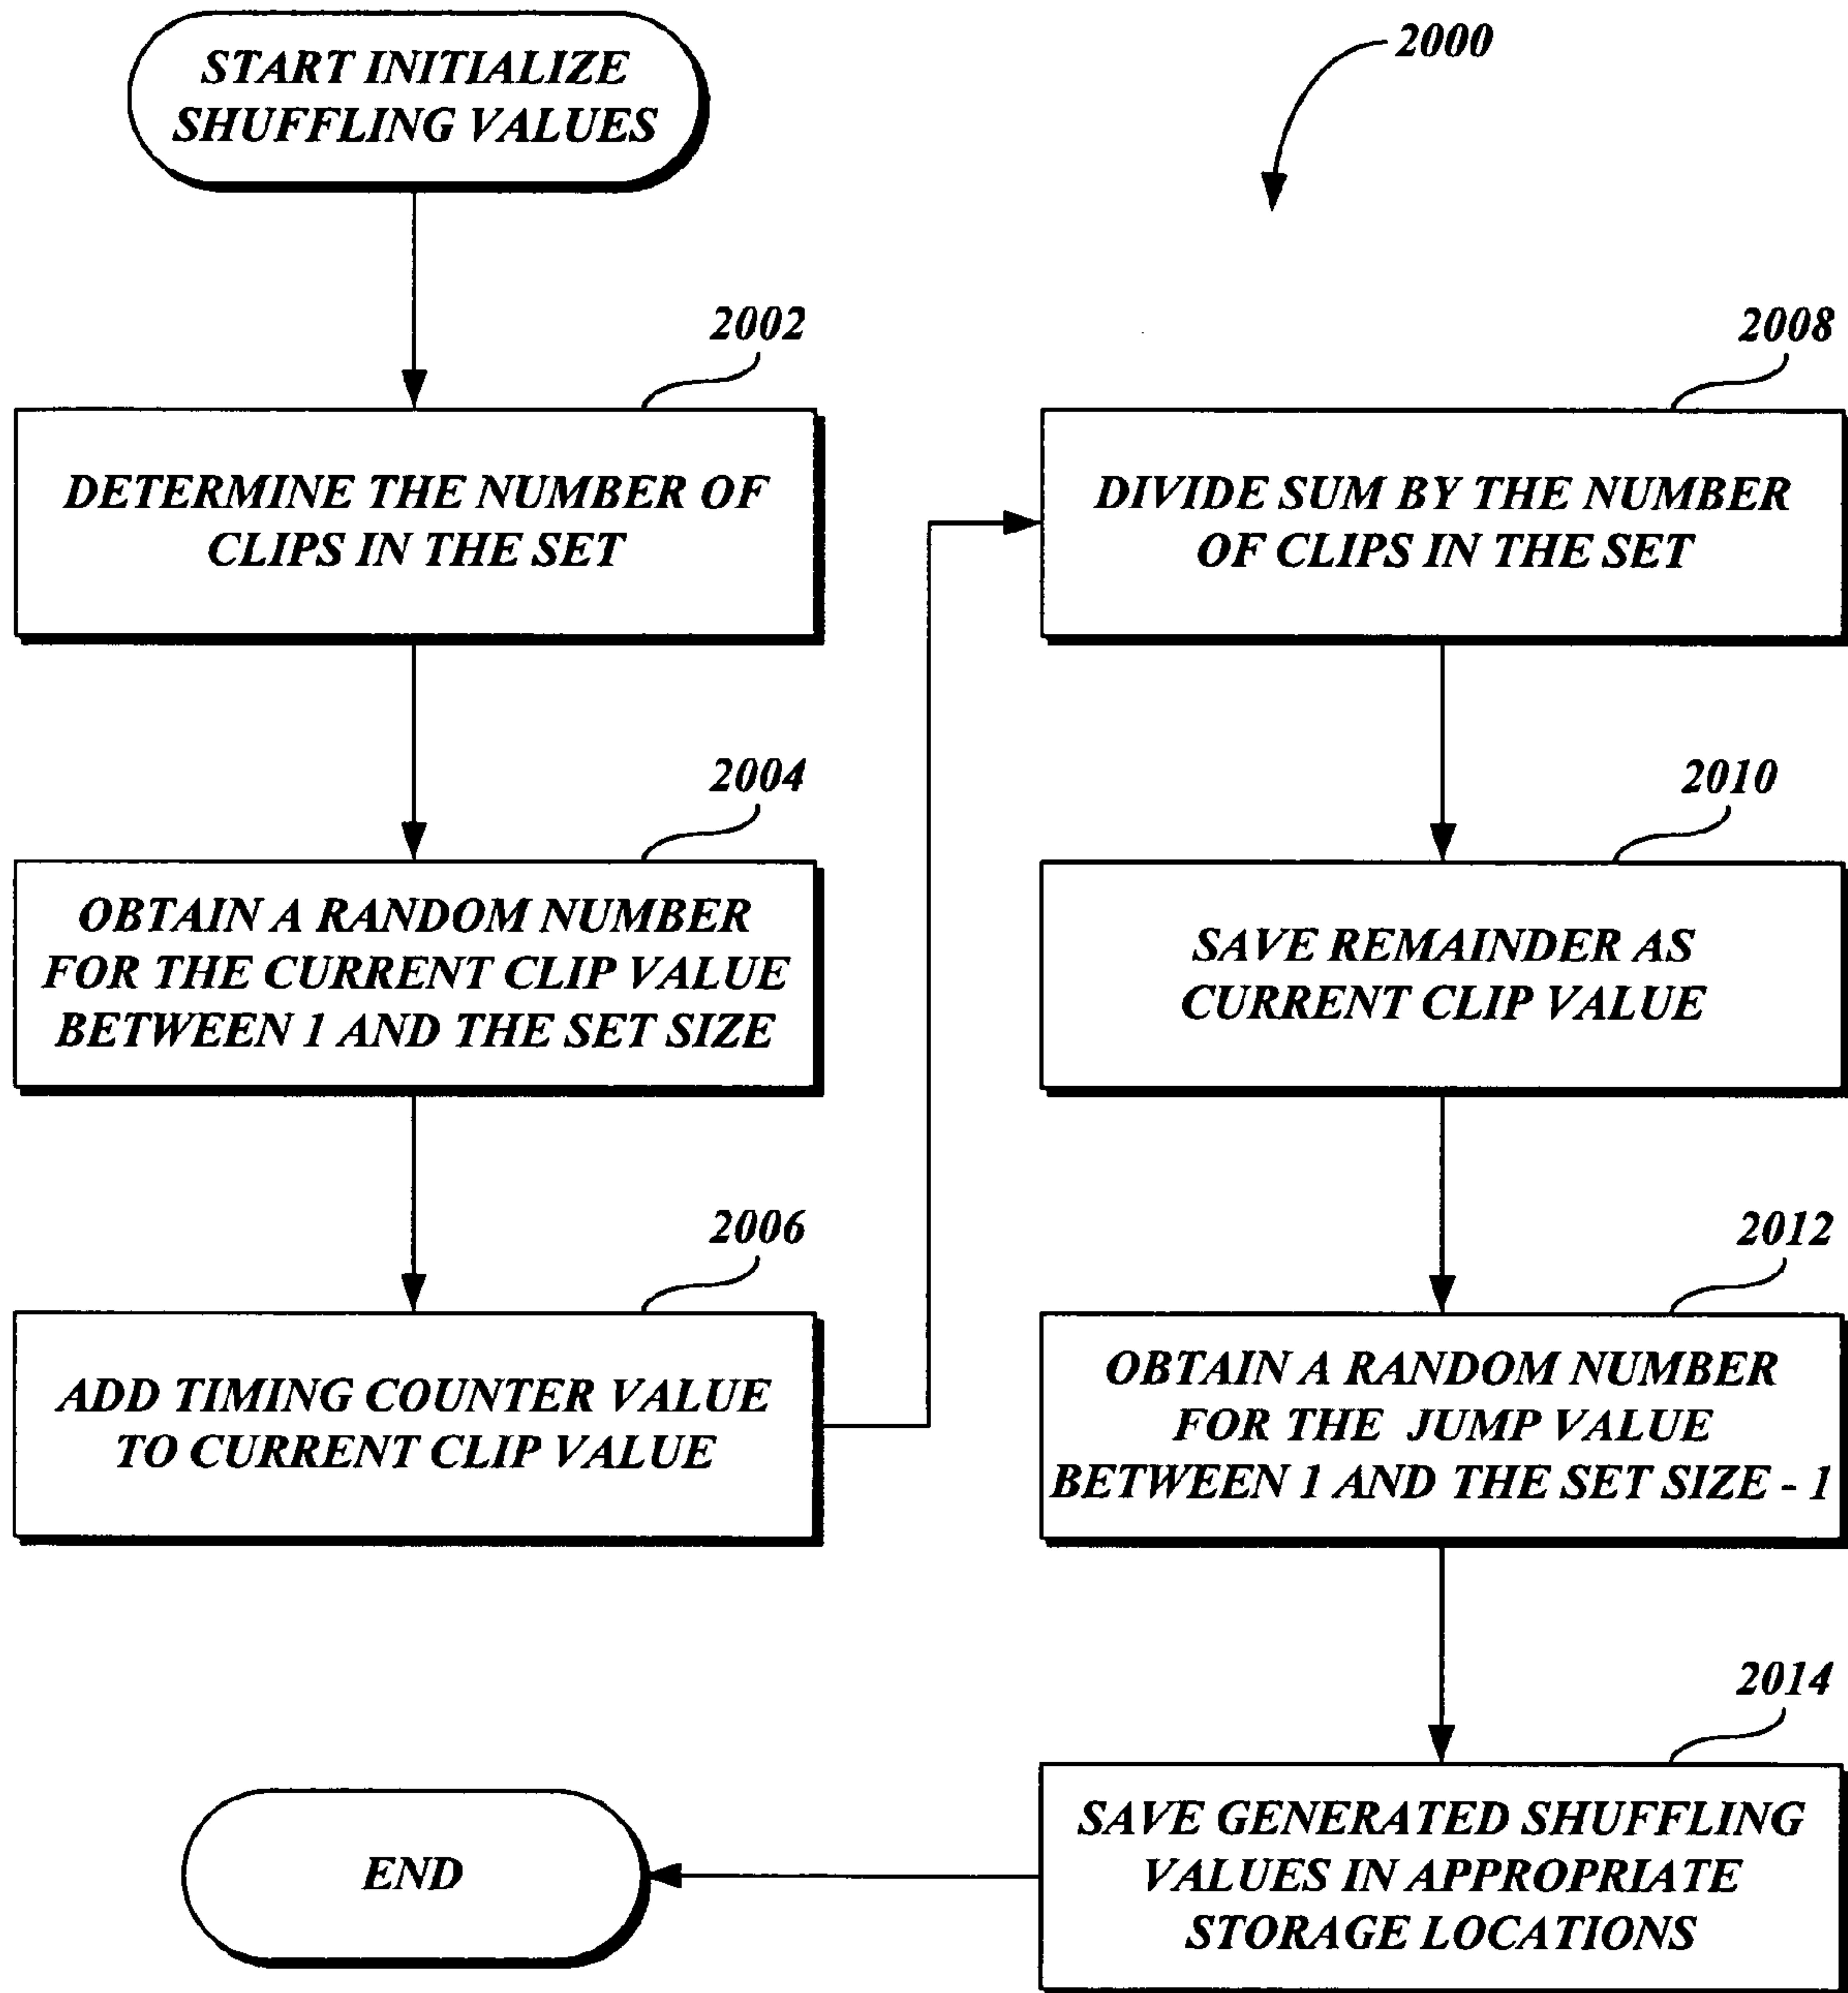 START INITIALIZE
SHUFFLING VALUES
2000
2002
DETERMINE THE NUMBER OF
CLIPS IN THE SET
2004
OBTAIN A RANDOM NUMBER
FOR THE CURRENT CLIP VALUE
BETWEEN 1 AND THE SET SIZE
2006
ADD TIMING COUNTER VALUE
TO CURRENT CLIP VALUE
2008
DIVIDE SUM BY THE NUMBER
OF CLIPS IN THE SET
2010
SAVE REMAINDER AS
CURRENT CLIP VALUE
2012
OBTAIN A RANDOM NUMBER
FOR THE JUMP VALUE
BETWEEN 1 AND THE SET SIZE - 1
2014
SAVE GENERATED SHUFFLING
VALUES IN APPROPRIATE
STORAGE LOCATIONS
END